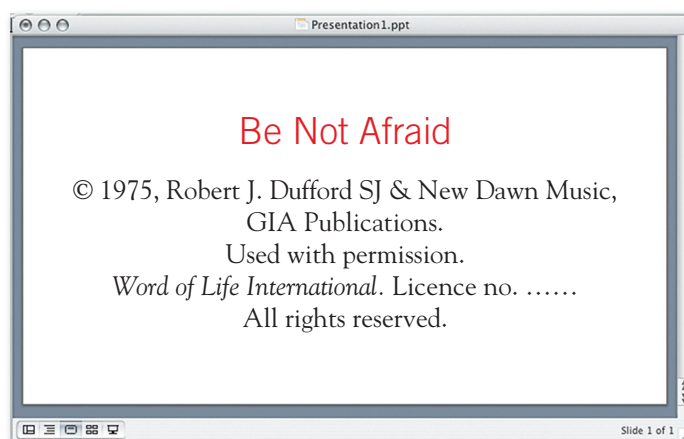 Presentation1.ppt
Be Not Afraid
© 1975, Robert J. Dufford SJ & New Dawn Music,
GIA Publications.
Used with permission.
Word of Life International. Licence no. ......
All rights reserved.
Slide 1 of 1